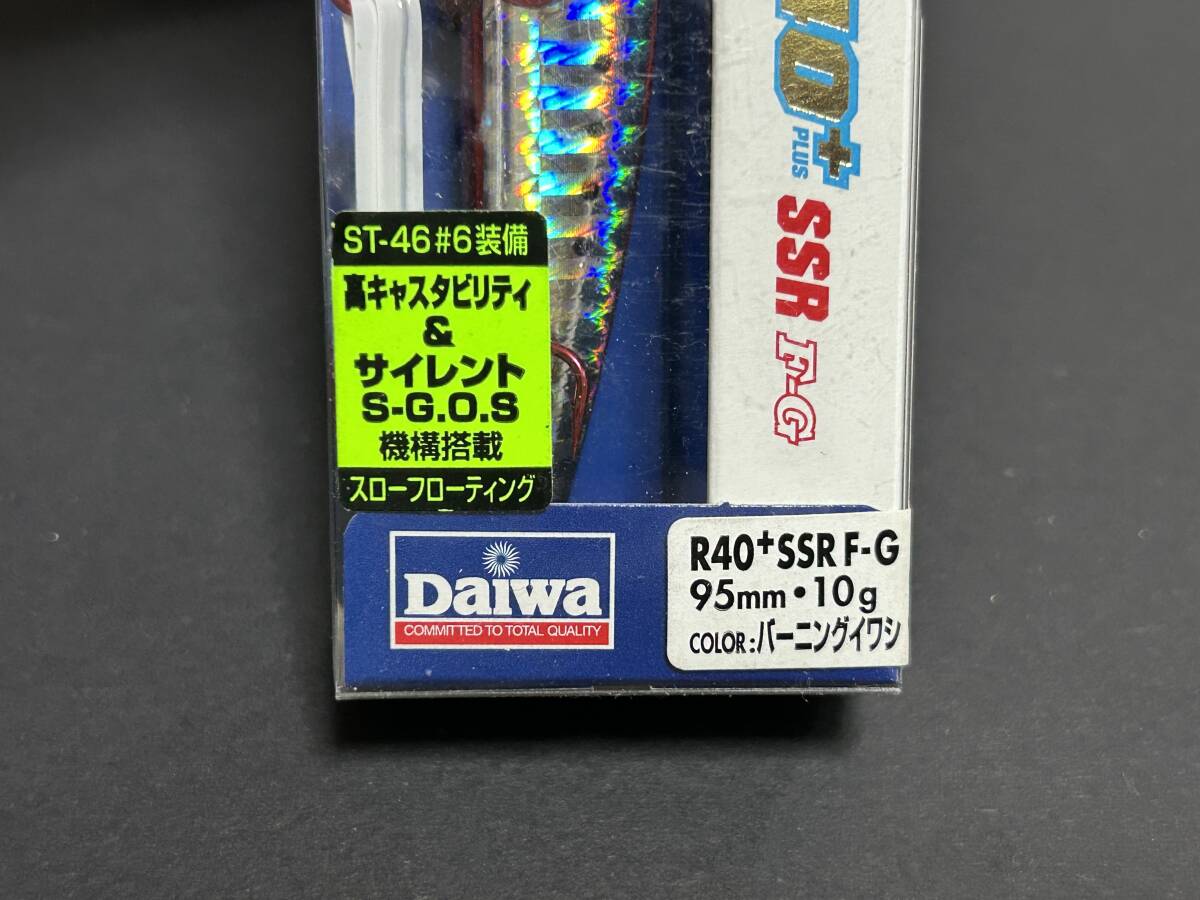 40+
PLUS
SSR F-G
ST-46 #6装備
高キャスタビリティ
&
サイレント
S-G.O.S
機構搭載
スローフローティング
Daiwa
COMMITTED TO TOTAL QUALITY
R40+SSR F-G
95mm・10g
COLOR:バーニングイワシ